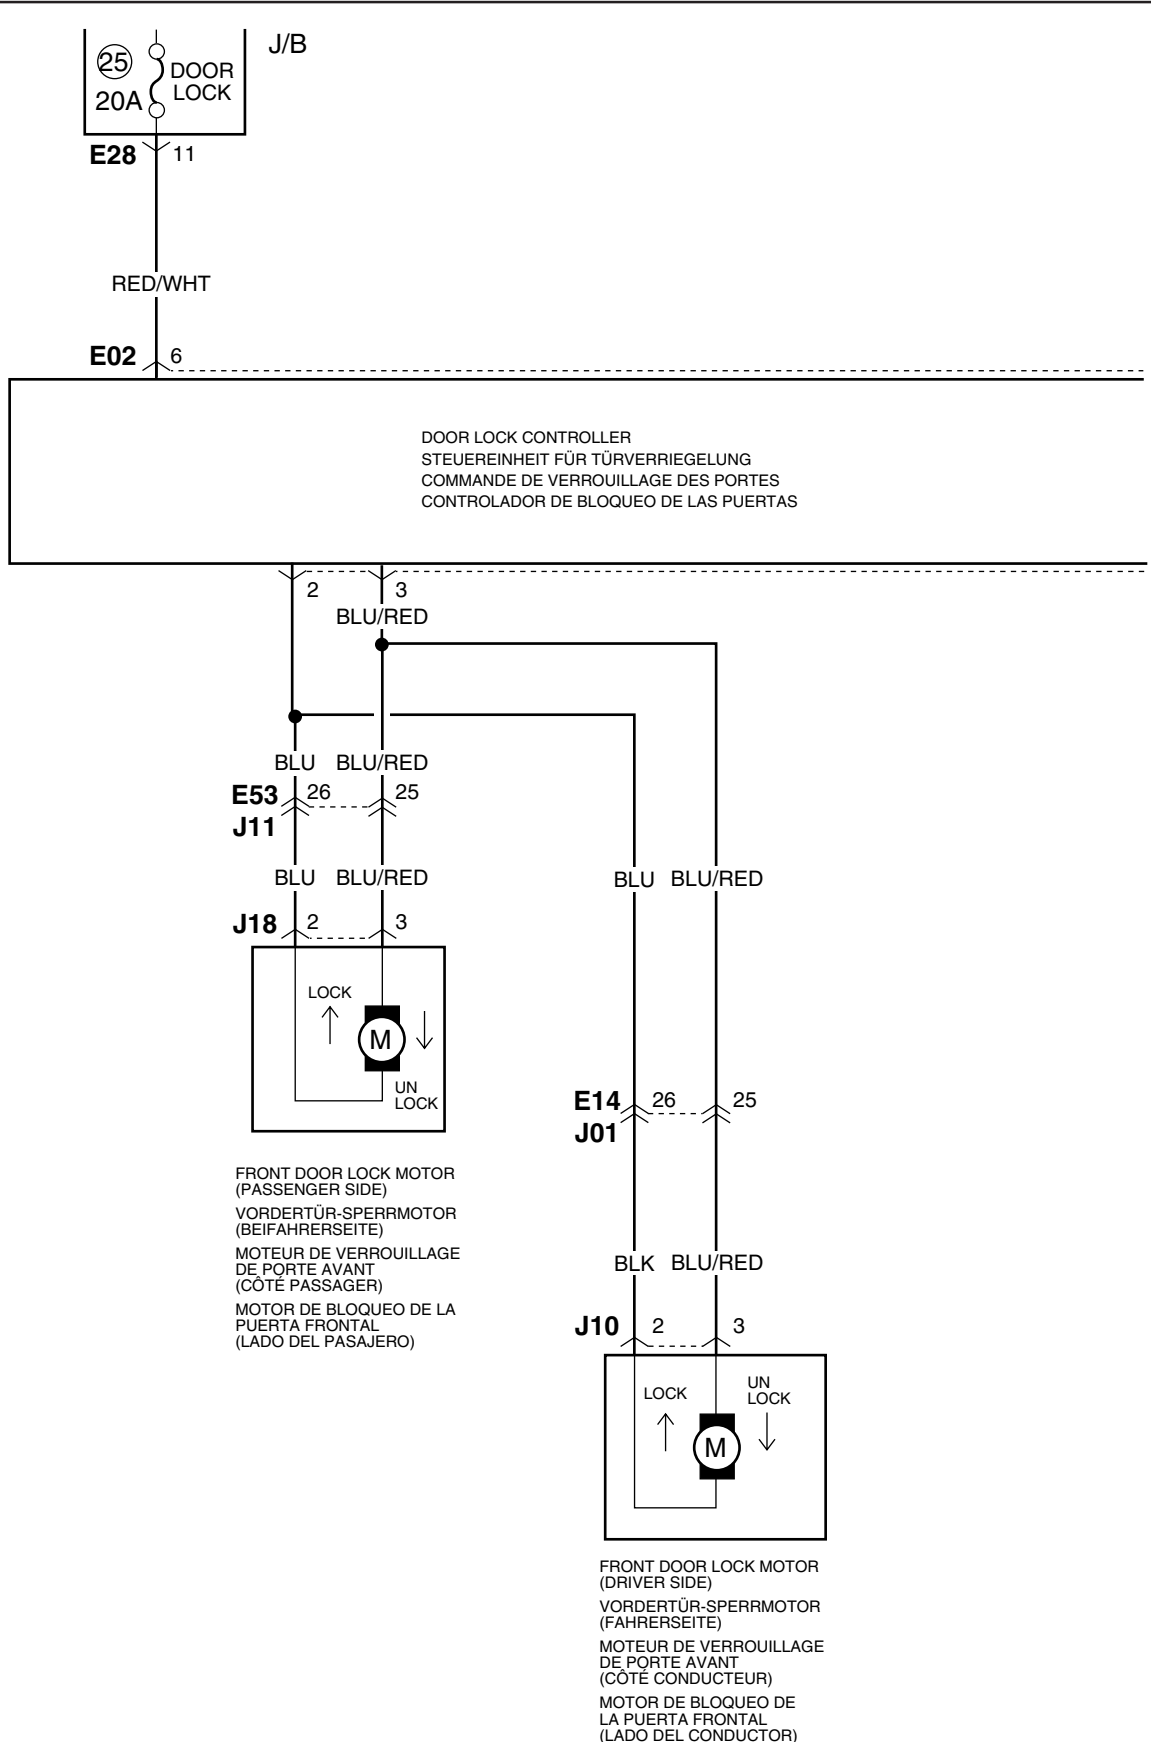 J/B
25
DOOR
20A
LOCK
E28 11
RED/WHT
E02 6
DOOR LOCK CONTROLLER
STEUEREINHEIT FÜR TÜRVERRIEGELUNG
COMMANDE DE VERROUILLAGE DES PORTES
CONTROLADOR DE BLOQUEO DE LAS PUERTAS
2 3
BLU/RED
BLU BLU/RED
E53 26 25
J11
BLU BLU/RED
BLU BLU/RED
J18 2 3
LOCK
M
UN
LOCK
FRONT DOOR LOCK MOTOR
(PASSENGER SIDE)
VORDERTÜR-SPERRMOTOR
(BEIFAHRERSEITE)
MOTEUR DE VERROUILLAGE
DE PORTE AVANT
(CÔTÉ PASSAGER)
MOTOR DE BLOQUEO DE LA
PUERTA FRONTAL
(LADO DEL PASAJERO)
E14 26 25
J01
BLK BLU/RED
J10 2 3
LOCK
UN
LOCK
M
FRONT DOOR LOCK MOTOR
(DRIVER SIDE)
VORDERTÜR-SPERRMOTOR
(FAHRERSEITE)
MOTEUR DE VERROUILLAGE
DE PORTE AVANT
(CÔTÉ CONDUCTEUR)
MOTOR DE BLOQUEO DE
LA PUERTA FRONTAL
(LADO DEL CONDUCTOR)